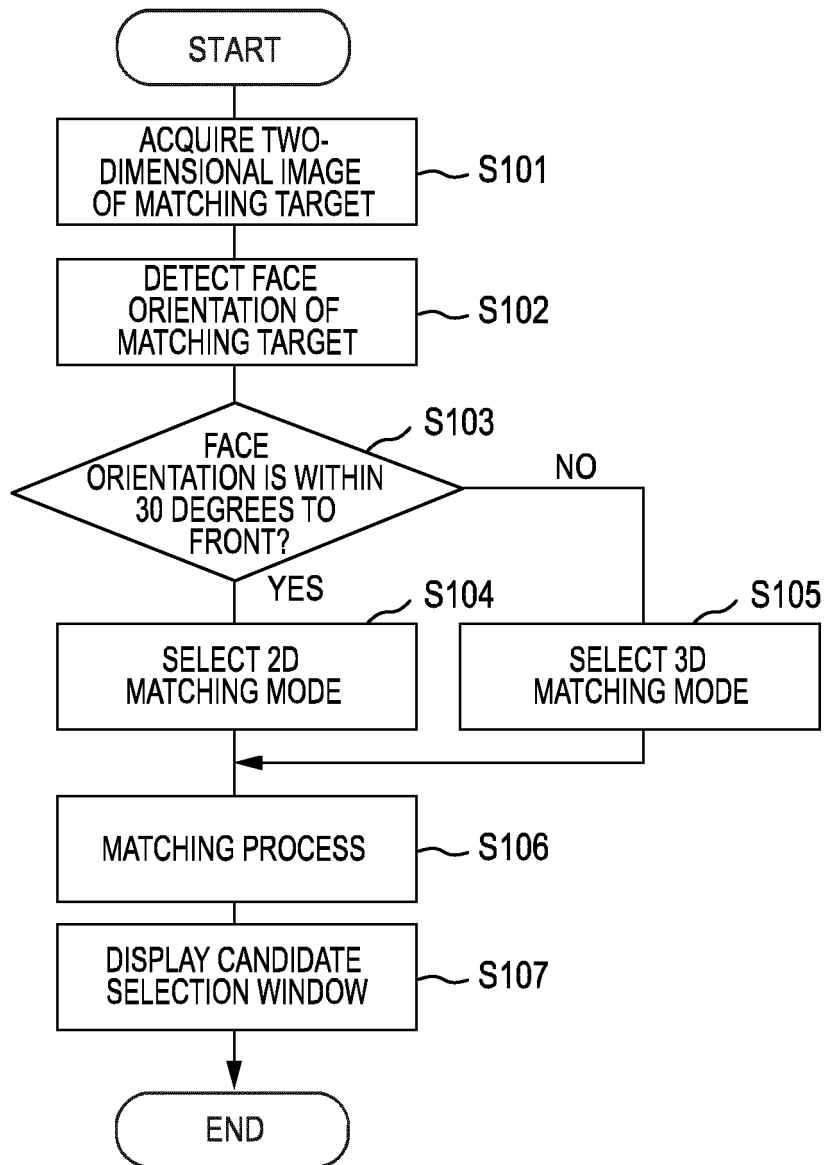 START
ACQUIRE TWO-
DIMENSIONAL IMAGE
OF MATCHING TARGET
S101
DETECT FACE
ORIENTATION OF
MATCHING TARGET
S102
S103
FACE
ORIENTATION IS WITHIN
30 DEGREES TO
FRONT?
NO
YES
S104
S105
SELECT 2D
MATCHING MODE
SELECT 3D
MATCHING MODE
MATCHING PROCESS
S106
DISPLAY CANDIDATE
SELECTION WINDOW
S107
END